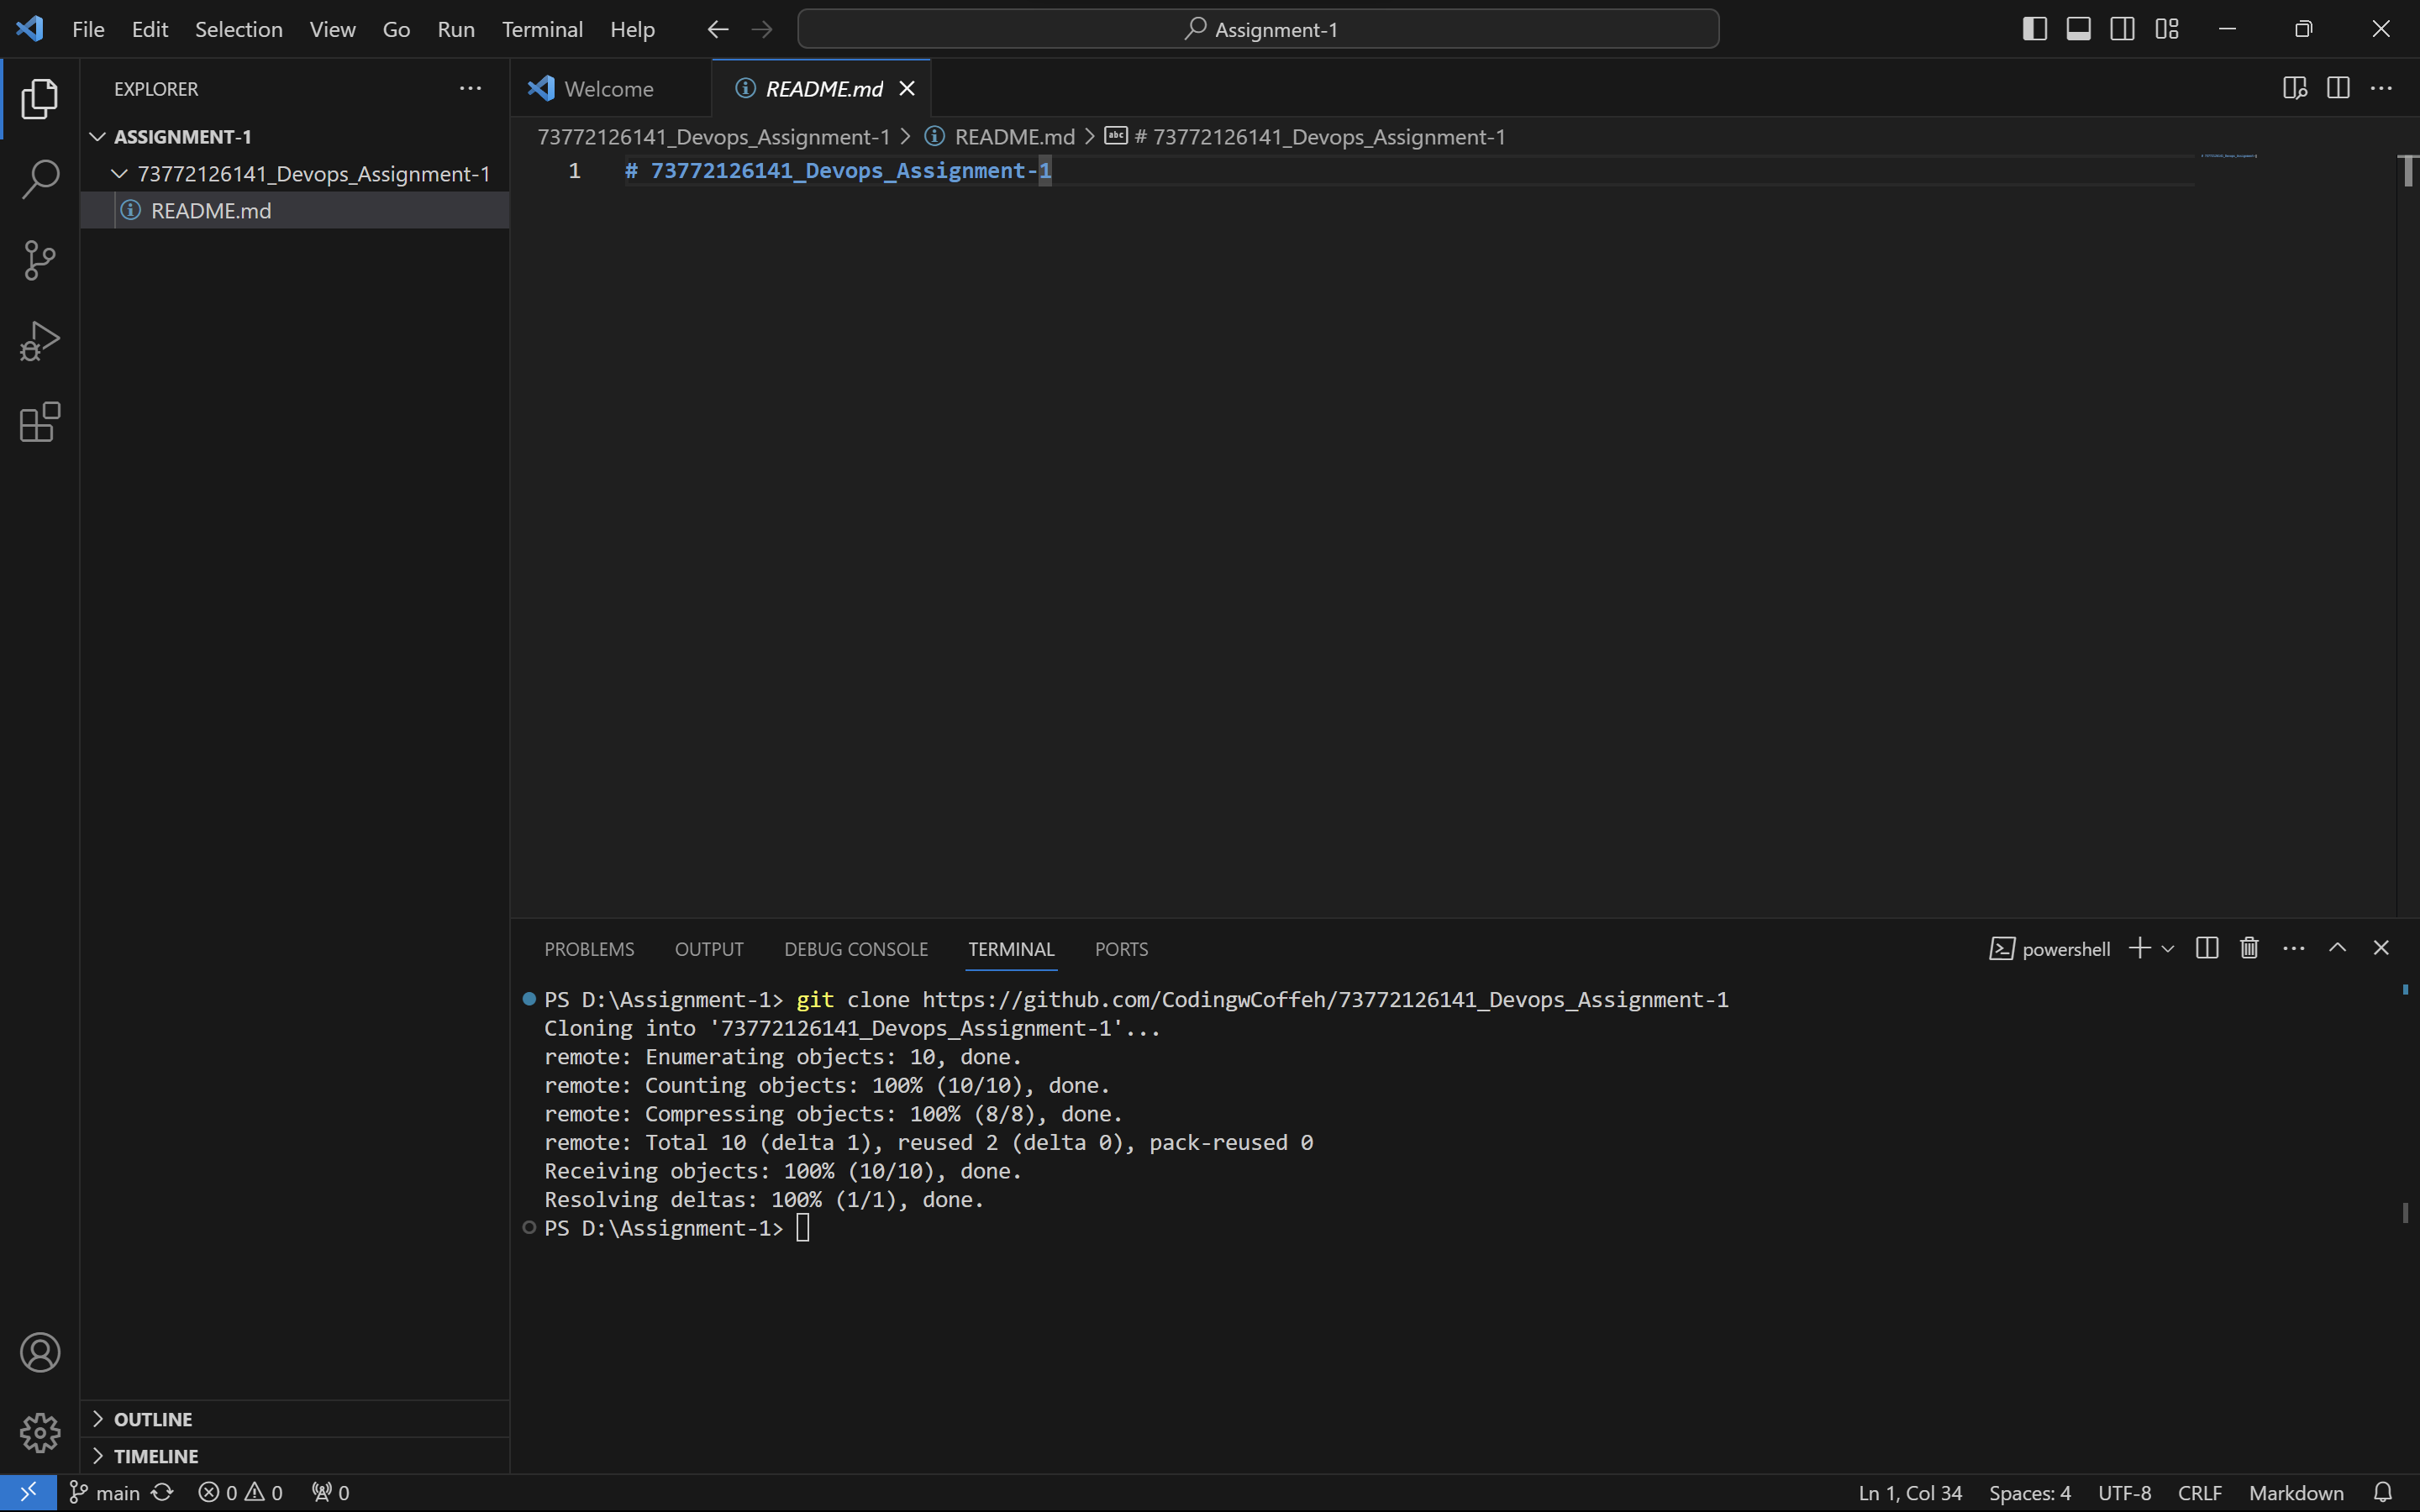 File Edit Selection View Go Run Terminal Help
Assignment-1
EXPLORER
ASSIGNMENT-1
73772126141_Devops_Assignment-1
README.md
Welcome
README.md
73772126141_Devops_Assignment-1 > README.md > # 73772126141_Devops_Assignment-1
1 # 73772126141_Devops_Assignment-1
PROBLEMS OUTPUT DEBUG CONSOLE TERMINAL PORTS
powershell
PS D:\Assignment-1> git clone https://github.com/CodingwCoffeh/73772126141_Devops_Assignment-1
Cloning into '73772126141_Devops_Assignment-1'...
remote: Enumerating objects: 10, done.
remote: Counting objects: 100% (10/10), done.
remote: Compressing objects: 100% (8/8), done.
remote: Total 10 (delta 1), reused 2 (delta 0), pack-reused 0
Receiving objects: 100% (10/10), done.
Resolving deltas: 100% (1/1), done.
PS D:\Assignment-1>
OUTLINE
TIMELINE
main 0 0 0
Ln 1, Col 34 Spaces: 4 UTF-8 CRLF Markdown